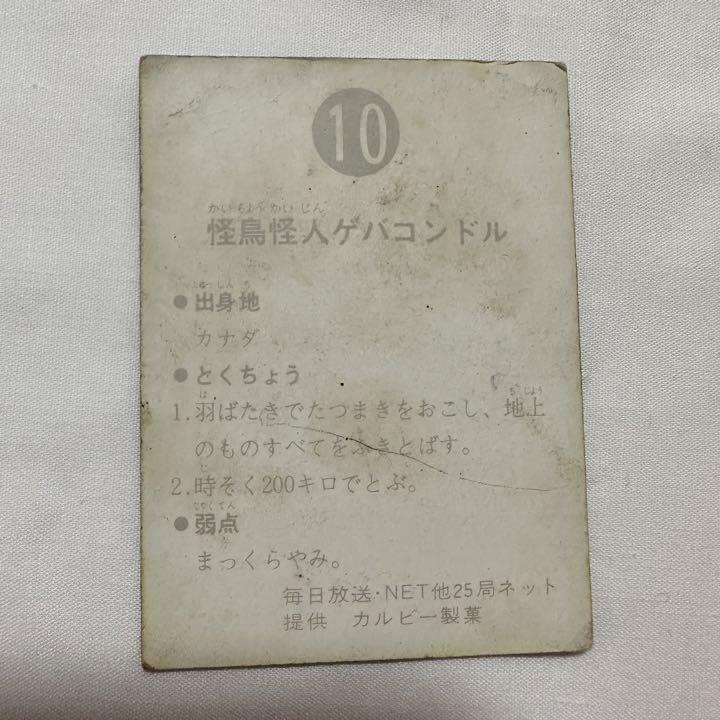 10
かいちょうかいじん
怪鳥怪人ゲバコンドル
しゅっしんち
●出身地
カナダ
●とくちょう
は ちじょう
1.羽ばたきでたつまきをおこし、地上
のものすべてをふきとばす。
じ
2.時そく200キロでとぶ。
じゃくてん
●弱点
まっくらやみ。
毎日放送・NET他25局ネット
提供 カルビー製菓